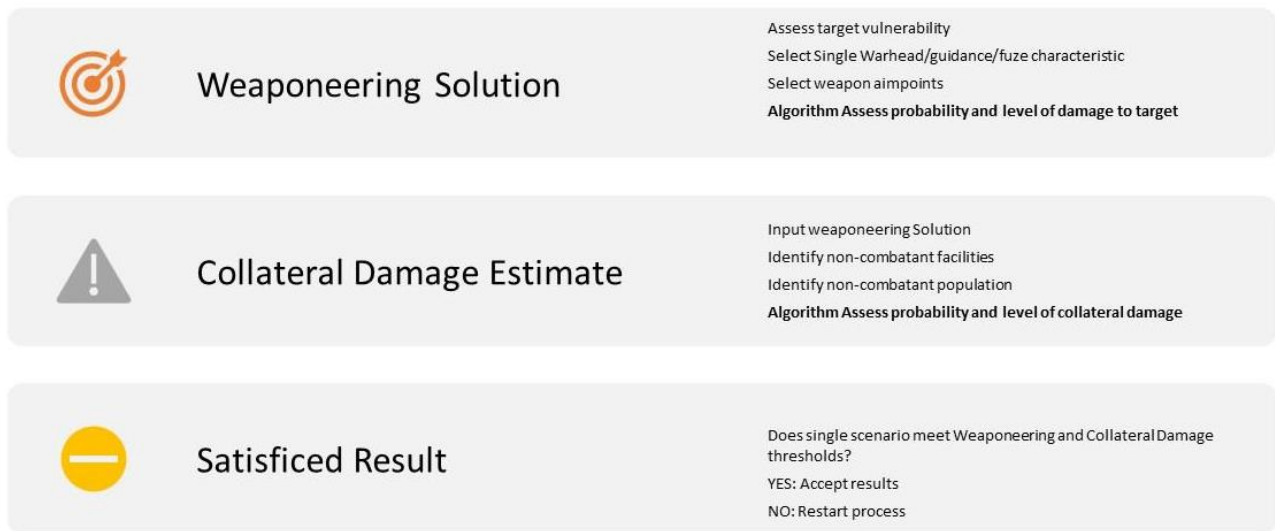 Weaponeering Solution
Assess target vulnerability
Select Single Warhead/guidance/fuze characteristic
Select weapon aimpoints
Algorithm Assess probability and level of damage to target
Collateral Damage Estimate
Input weaponeering Solution
Identify non-combatant facilities
Identify non-combatant population
Algorithm Assess probability and level of collateral damage
Satisficed Result
Does single scenario meet Weaponeering and Collateral Damage
thresholds?
YES: Accept results
NO: Restart process